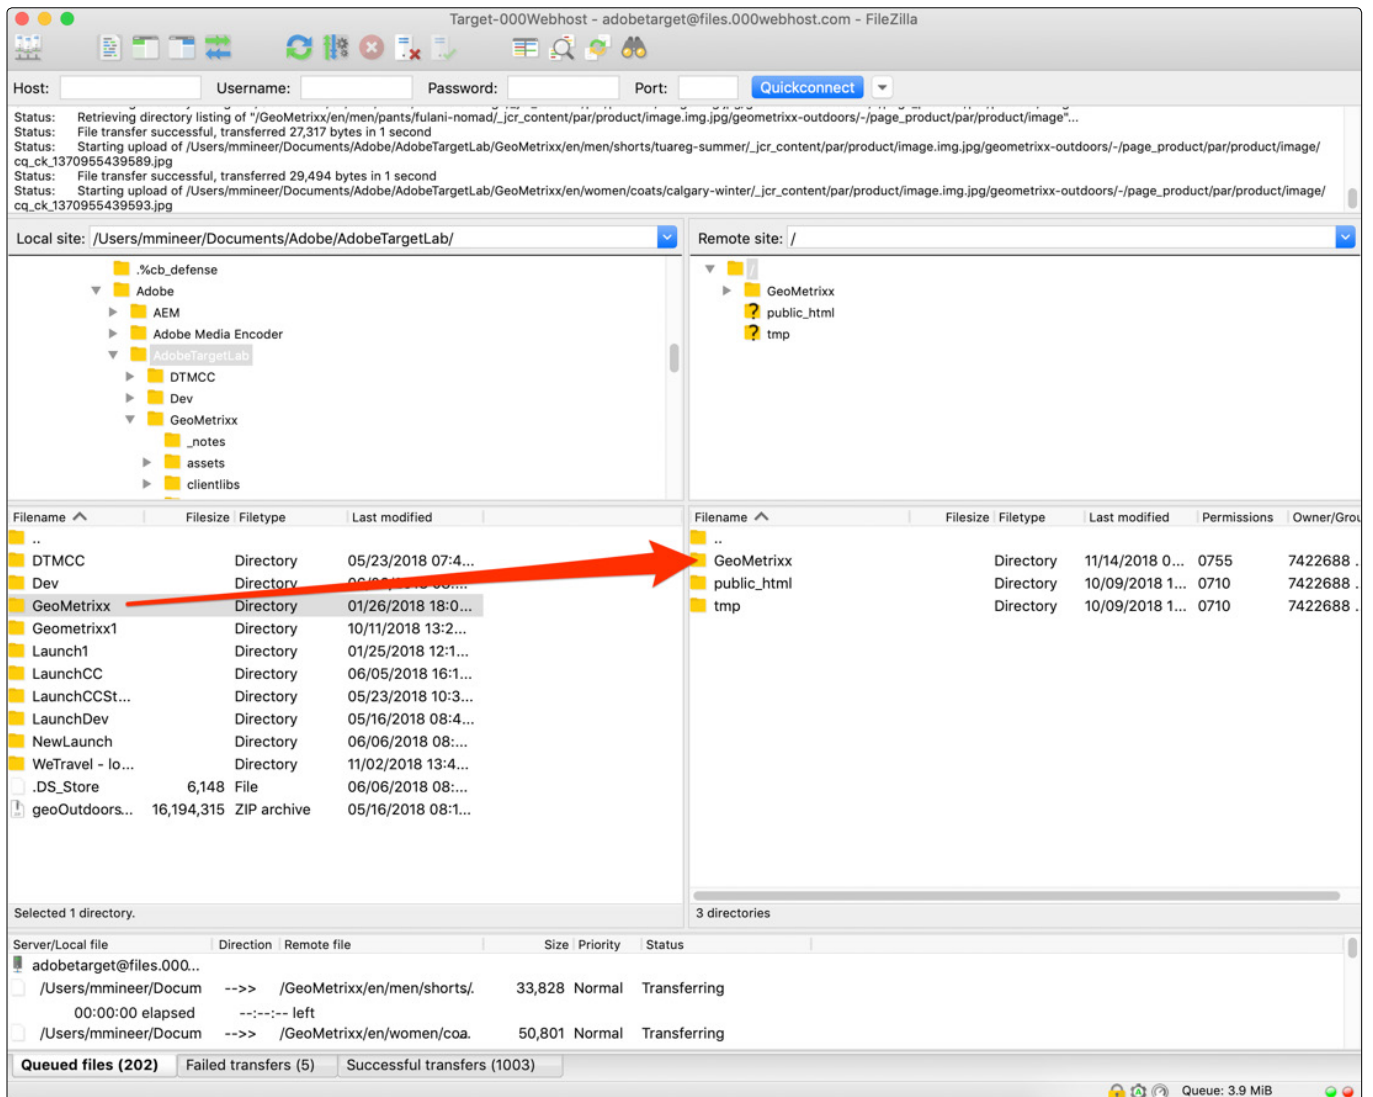 Target-000Webhost - adobetarget@files.000webhost.com - FileZilla
Host: Username: Password: Port: Quickconnect
Status: Retrieving directory listing of "/GeoMetrixx/en/men/pants/fulani-nomad/_jcr_content/par/product/image.img.jpg/geometrixx-outdoors/-/page_product/par/product/image"...
Status: File transfer successful, transferred 27,317 bytes in 1 second
Status: Starting upload of /Users/mmineer/Documents/Adobe/AdobeTargetLab/GeoMetrixx/en/men/shorts/tuareg-summer/_jcr_content/par/product/image.img.jpg/geometrixx-outdoors/-/page_product/par/product/image/
cq_ck_1370955439589.jpg
Status: File transfer successful, transferred 29,494 bytes in 1 second
Status: Starting upload of /Users/mmineer/Documents/Adobe/AdobeTargetLab/GeoMetrixx/en/women/coats/calgary-winter/_jcr_content/par/product/image.img.jpg/geometrixx-outdoors/-/page_product/par/product/image/
cq_ck_1370955439593.jpg
Local site: /Users/mmineer/Documents/Adobe/AdobeTargetLab/
.%cb_defense
Adobe
AEM
Adobe Media Encoder
AdobeTargetLab
DTMCC
Dev
GeoMetrixx
_notes
assets
clientlibs
Remote site: /
/
GeoMetrixx
public_html
tmp
Filename Filesize Filetype Last modified
..
DTMCC Directory 05/23/2018 07:4...
Dev Directory
GeoMetrixx Directory 01/26/2018 18:0...
Geometrixx1 Directory 10/11/2018 13:2...
Launch1 Directory 01/25/2018 12:1...
LaunchCC Directory 06/05/2018 16:1...
LaunchCCSt... Directory 05/23/2018 10:3...
LaunchDev Directory 05/16/2018 08:4...
NewLaunch Directory 06/06/2018 08:...
WeTravel - lo... Directory 11/02/2018 13:4...
.DS_Store 6,148 File 06/06/2018 08:...
geoOutdoors... 16,194,315 ZIP archive 05/16/2018 08:1...
Selected 1 directory.
Filename Filesize Filetype Last modified Permissions Owner/Grou
..
GeoMetrixx Directory 11/14/2018 0... 0755 7422688 .
public_html Directory 10/09/2018 1... 0710 7422688 .
tmp Directory 10/09/2018 1... 0710 7422688 .
3 directories
Server/Local file Direction Remote file Size Priority Status
adobetarget@files.000...
/Users/mmineer/Docum -->> /GeoMetrixx/en/men/shorts/. 33,828 Normal Transferring
00:00:00 elapsed --:--:-- left
/Users/mmineer/Docum -->> /GeoMetrixx/en/women/coa. 50,801 Normal Transferring
Queued files (202) Failed transfers (5) Successful transfers (1003)
Queue: 3.9 MiB